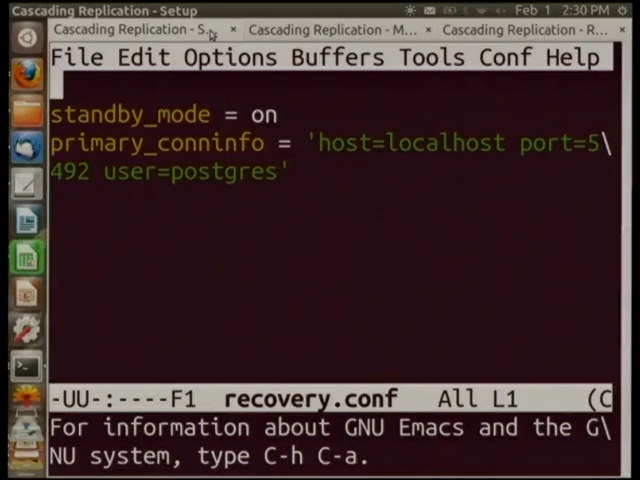 Cascading Replication - Setup
Feb 1 2:30 PM
Cascading Replication - S... × Cascading Replication - M... × Cascading Replication - R... ×
File Edit Options Buffers Tools Conf Help
standby_mode = on
primary_conninfo = 'host=localhost port=5\
492 user=postgres'
-UU-:----F1 recovery.conf All L1 (C
For information about GNU Emacs and the G\
NU system, type C-h C-a.